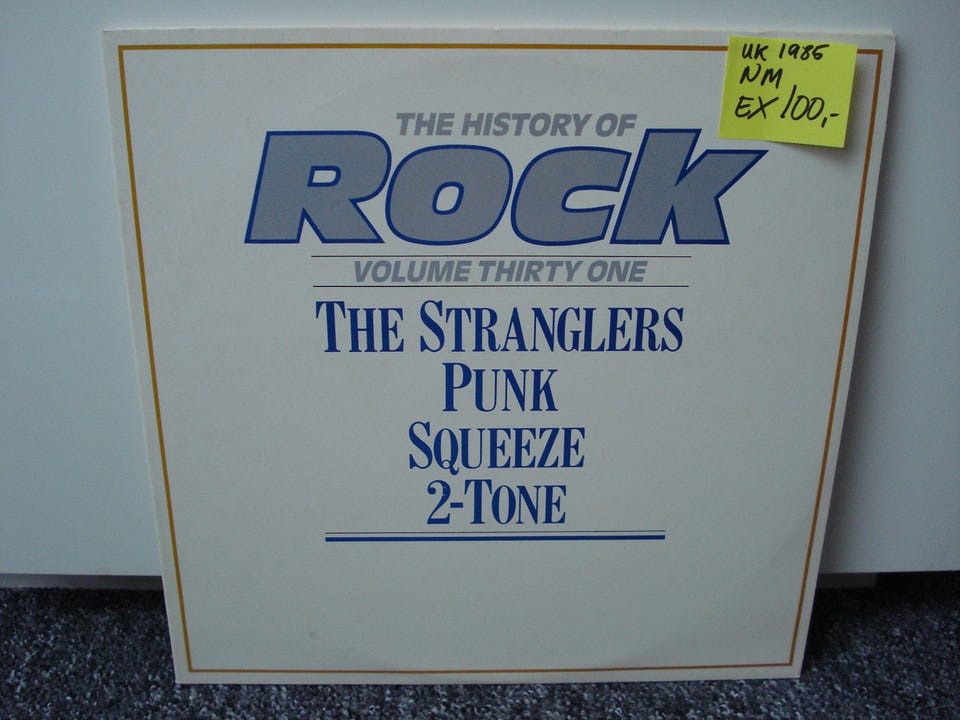 UK 1985
NM
EX 100,-
THE HISTORY OF
ROCK
VOLUME THIRTY ONE
THE STRANGLERS
PUNK
SQUEEZE
2-TONE